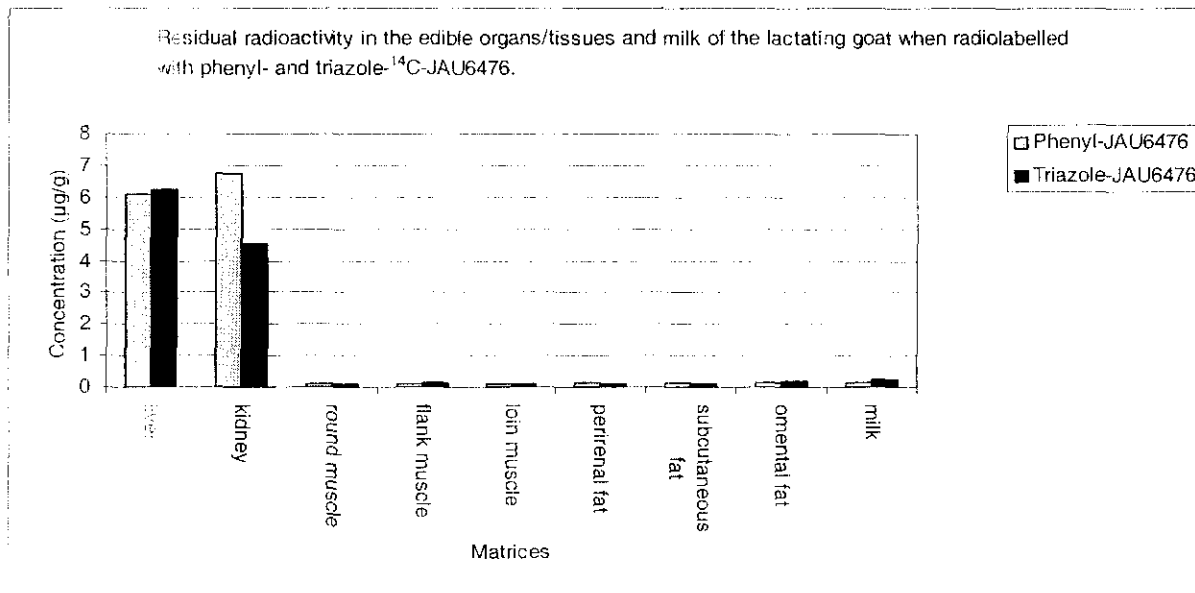 Residual radioactivity in the edible organs/tissues and milk of the lactating goat when radiolabelled
with phenyl- and triazole-¹⁴C-JAU6476.
8
7
6
5
4
3
2
1
0
Concentration (µg/g)
Phenyl-JAU6476
Triazole-JAU6476
liver
kidney
round muscle
flank muscle
loin muscle
perirenal fat
subcutaneous
fat
omental fat
milk
Matrices